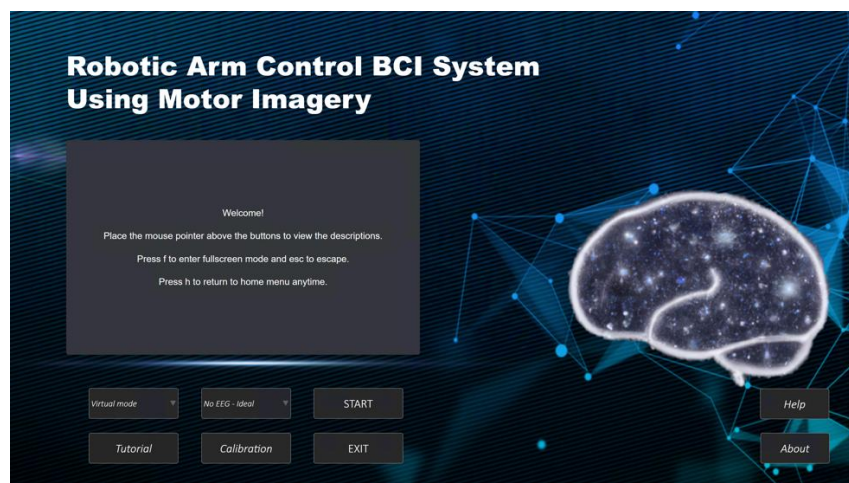 Robotic Arm Control BCI System
Using Motor Imagery
Welcome!
Place the mouse pointer above the buttons to view the descriptions.
Press f to enter fullscreen mode and esc to escape.
Press h to return to home menu anytime.
Virtual mode
No EEG - Ideal
START
Help
Tutorial
Calibration
EXIT
About